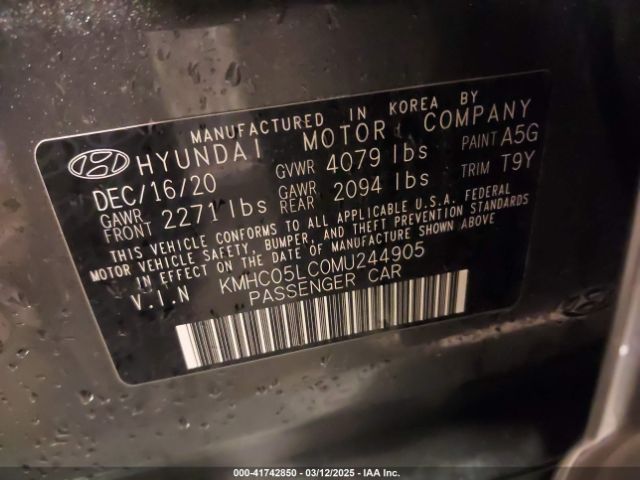 MANUFACTURED IN KOREA BY
HYUNDAI MOTOR COMPANY
DEC/16/20 GVWR 4079 lbs PAINT A5G
GAWR FRONT 2271 lbs GAWR REAR 2094 lbs TRIM T9Y
THIS VEHICLE CONFORMS TO ALL APPLICABLE U.S.A. FEDERAL
MOTOR VEHICLE SAFETY, BUMPER, AND THEFT PREVENTION STANDARDS
IN EFFECT ON THE DATE OF MANUFACTURE SHOWN ABOVE
V.I.N KMHC05LC0MU244905
PASSENGER CAR
000-41742850 - 03/12/2025 - IAA Inc.